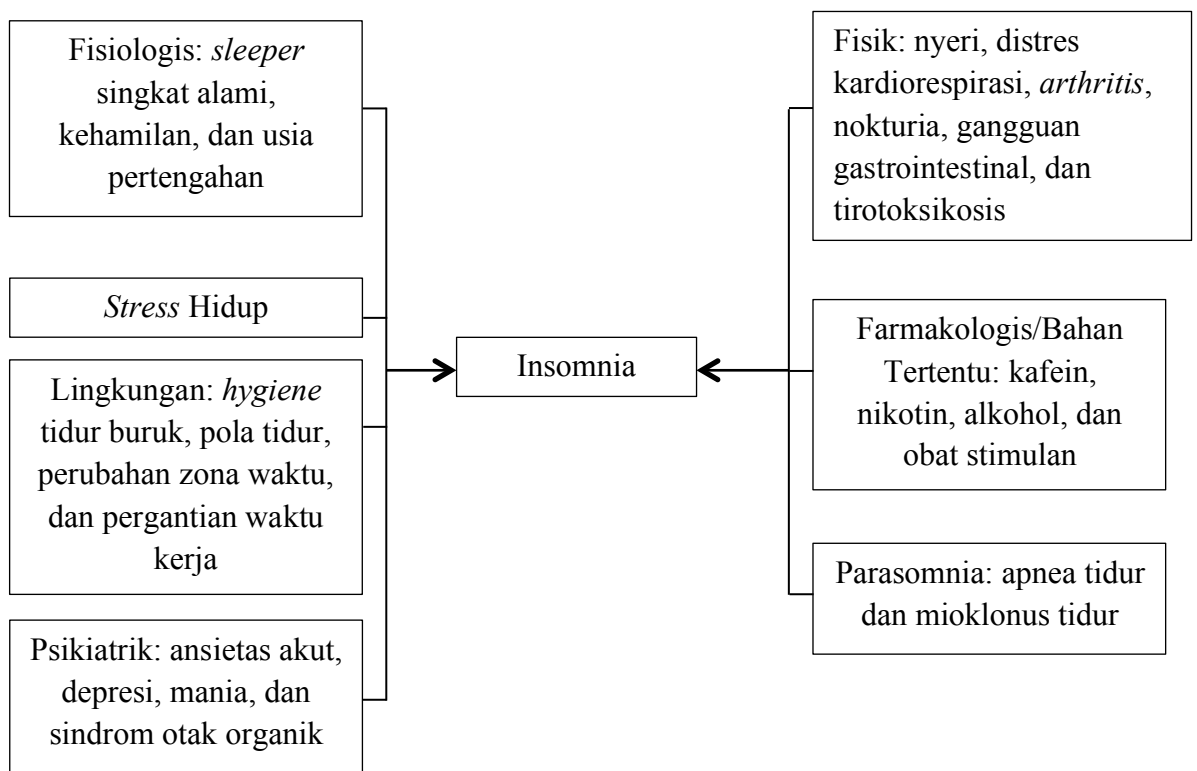 Fisiologis: sleeper
singkat alami,
kehamilan, dan usia
pertengahan
Stress Hidup
Lingkungan: hygiene
tidur buruk, pola tidur,
perubahan zona waktu,
dan pergantian waktu
kerja
Psikiatrik: ansietas akut,
depresi, mania, dan
sindrom otak organik
Insomnia
Fisik: nyeri, distres
kardiorespirasi, arthritis,
nokturia, gangguan
gastrointestinal, dan
tirotoksikosis
Farmakologis/Bahan
Tertentu: kafein,
nikotin, alkohol, dan
obat stimulan
Parasomnia: apnea tidur
dan mioklonus tidur